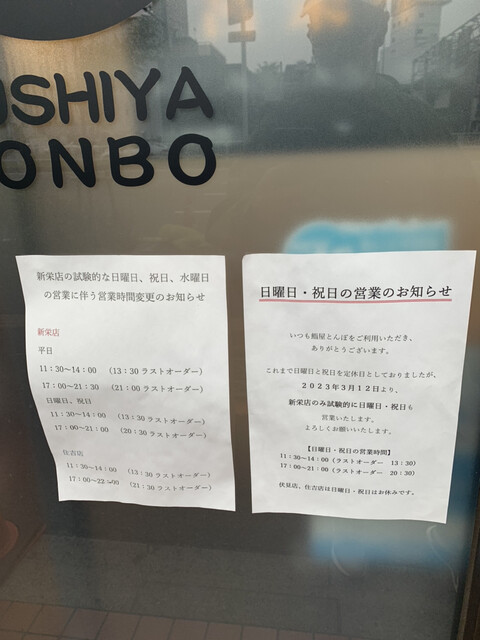 USHIYA
ONBO
新栄店の試験的な日曜日、祝日、水曜日
の営業に伴う営業時間変更のお知らせ
新栄店
平日
11：30〜14：00 （13：30 ラストオーダー）
17：00〜21：30 （21：00 ラストオーダー）
日曜日、祝日
11：30〜14：00 （13：30 ラストオーダー）
17：00〜21：00 （20：30 ラストオーダー）
住吉店
11：30〜14：00 （13：30 ラストオーダー）
17：00〜22：00 （21：30 ラストオーダー）
日曜日・祝日の営業のお知らせ
いつも鮨屋とんぼをご利用いただき、
ありがとうございます。
これまで日曜日と祝日を定休日としておりましたが、
２０２３年３月１２日より、
新栄店のみ試験的に日曜日・祝日も
営業いたします。
よろしくお願いいたします。
【日曜日・祝日の営業時間】
11：30〜14：00（ラストオーダー 13：30）
17：00〜21：00（ラストオーダー 20：30）
伏見店、住吉店は日曜日・祝日はお休みです。